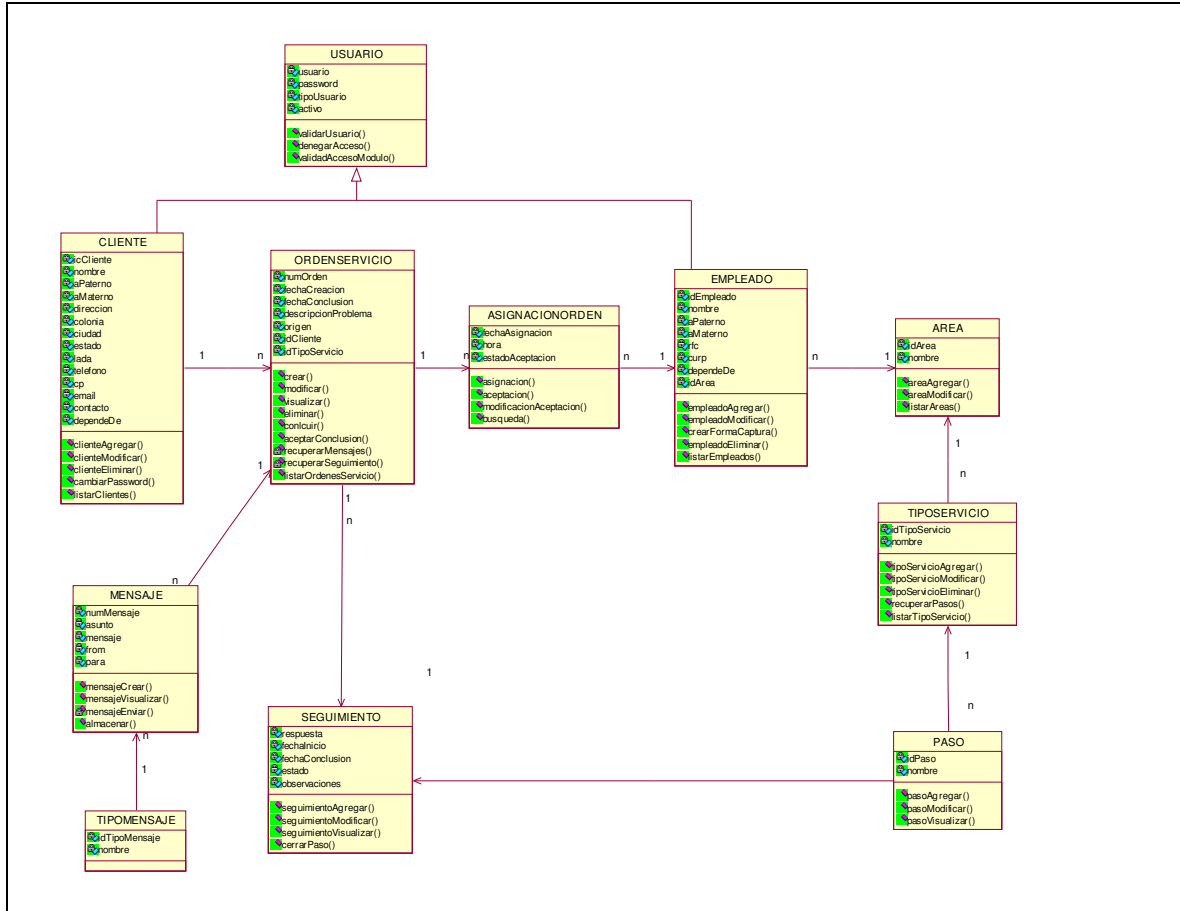 USUARIO
usuario
password
tipoUsuario
activo
validarUsuario()
denegarAcceso()
validadAccesoModulo()
CLIENTE
icCliente
nombre
aPaterno
aMaterno
direccion
colonia
ciudad
estado
lada
telefono
cp
email
contacto
dependeDe
clienteAgregar()
clienteModificar()
clienteEliminar()
cambiarPassword()
listarClientes()
1
n
ORDENSERVICIO
numOrden
fechaCreacion
fechaConclusion
descripcionProblema
origen
idCliente
idTipoServicio
crear()
modificar()
visualizar()
eliminar()
conlcuir()
aceptarConclusion()
recuperarMensajes()
recuperarSeguimiento()
listarOrdenesServicio()
1
n
ASIGNACIONORDEN
fechaAsignacion
hora
estadoAceptacion
asignacion()
aceptacion()
modificacionAceptacion()
busqueda()
n
1
EMPLEADO
idEmpleado
nombre
aPaterno
aMaterno
rfc
curp
dependeDe
idArea
empleadoAgregar()
empleadoModificar()
crearFormaCaptura()
empleadoEliminar()
listarEmpleados()
n
1
AREA
idArea
nombre
areaAgregar()
areaModificar()
listarAreas()
1
n
TIPOSERVICIO
idTipoServicio
nombre
tipoServicioAgregar()
tipoServicioModificar()
tipoServicioEliminar()
recuperarPasos()
listarTipoServicio()
1
n
PASO
idPaso
nombre
pasoAgregar()
pasoModificar()
pasoVisualizar()
1
n
MENSAJE
numMensaje
asunto
mensaje
from
para
mensajeCrear()
mensajeVisualizar()
mensajeEnviar()
almacenar()
n
1
TIPOMENSAJE
idTipoMensaje
nombre
1
n
1
SEGUIMIENTO
respuesta
fechaInicio
fechaConclusion
estado
observaciones
seguimientoAgregar()
seguimientoModificar()
seguimientoVisualizar()
cerrarPaso()